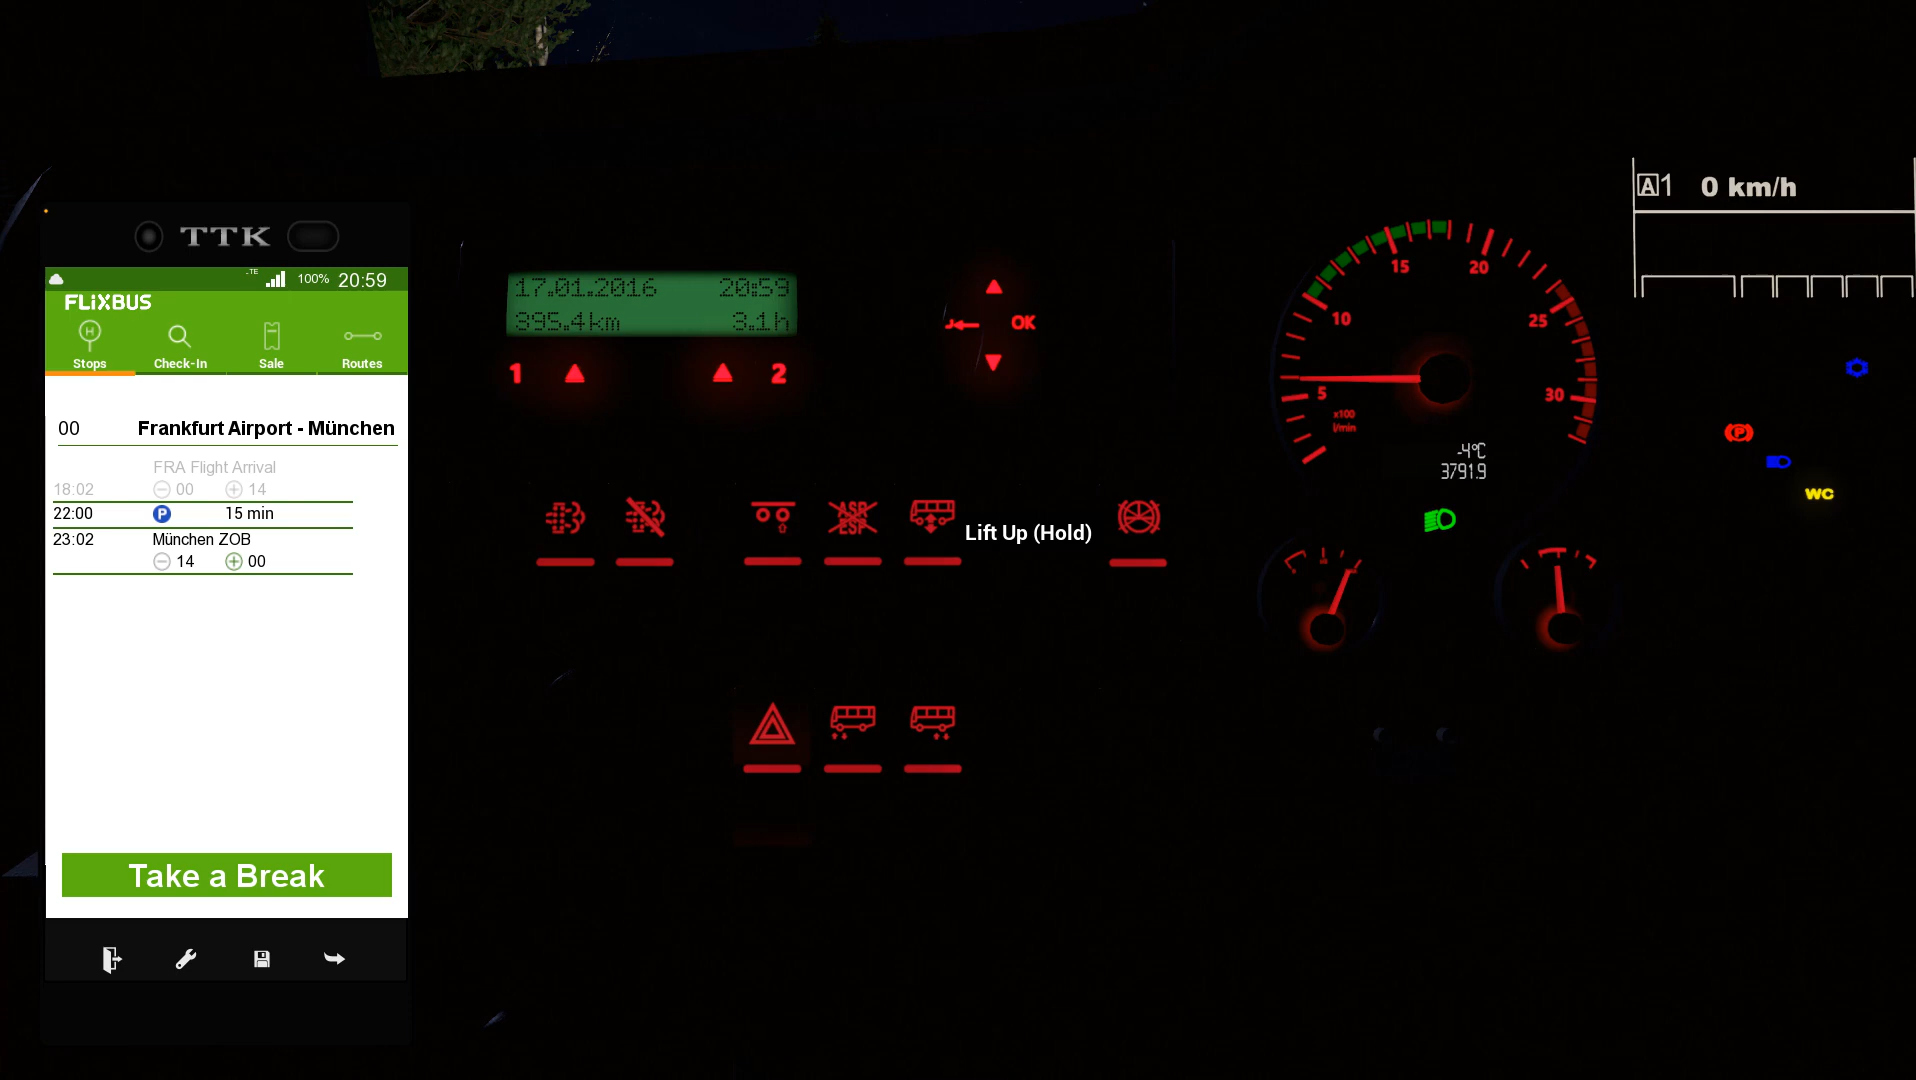 TTK
LTE 100% 20:59
FLiXBUS
H
Stops Check-In Sale Routes
00 Frankfurt Airport - München
FRA Flight Arrival
18:02 00 14
22:00 P 15 min
23:02 München ZOB
14 00
Take a Break
17.01.2016 20:59
395.4km 3.1h
1 2
OK
ASR
ESP
Lift Up (Hold)
5 10 15 20 25 30
x100
l/min
-4°C
3791.9
A1 0 km/h
P
WC